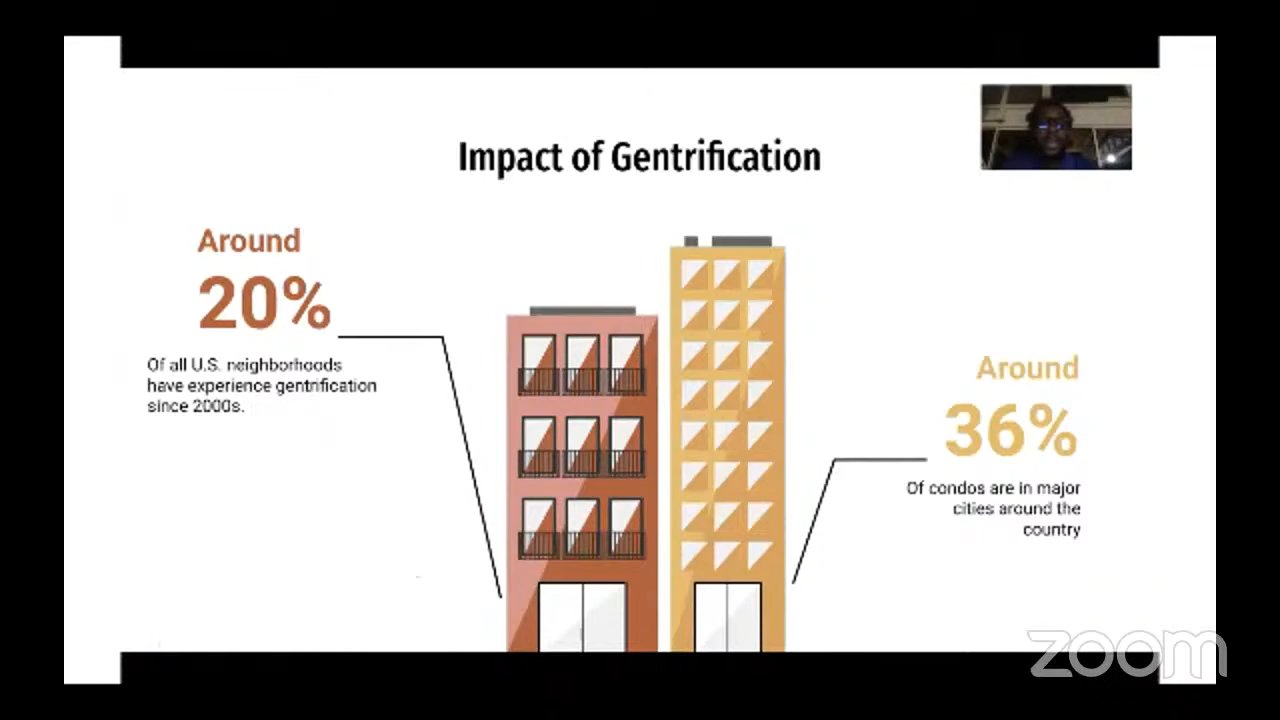 Impact of Gentrification
Around
20%
Of all U.S. neighborhoods
have experience gentrification
since 2000s.
Around
36%
Of condos are in major
cities around the
country
zoom